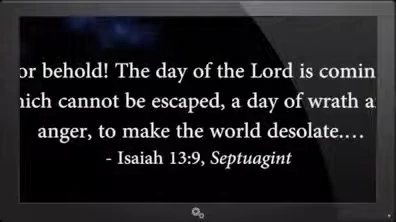 or behold! The day of the Lord is comin
hich cannot be escaped, a day of wrath a
anger, to make the world desolate.…
- Isaiah 13:9, Septuagint